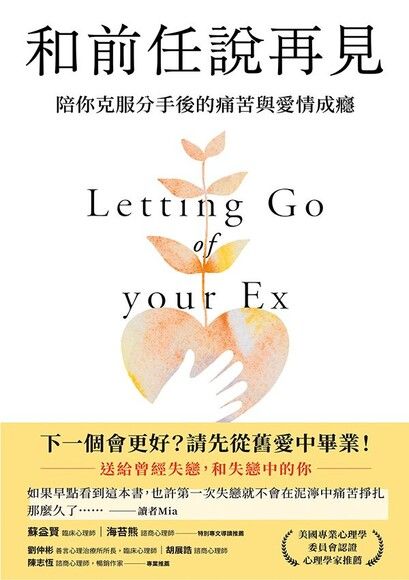 和前任說再見
陪你克服分手後的痛苦與愛情成癮
Letting Go
of
your Ex
下一個會更好？請先從舊愛中畢業！
送給曾經失戀，和失戀中的你
如果早點看到這本書，也許第一次失戀就不會在泥濘中痛苦掙扎
那麼久了⋯⋯ ——讀者Mia
蘇益賢 臨床心理師｜海苔熊 諮商心理師——特別專文導讀推薦
劉仲彬 善言心理治療所所長，臨床心理師｜胡展誥 諮商心理師
陳志恆 諮商心理師，暢銷作家——專業推薦
美國專業心理學
委員會認證
心理學家推薦